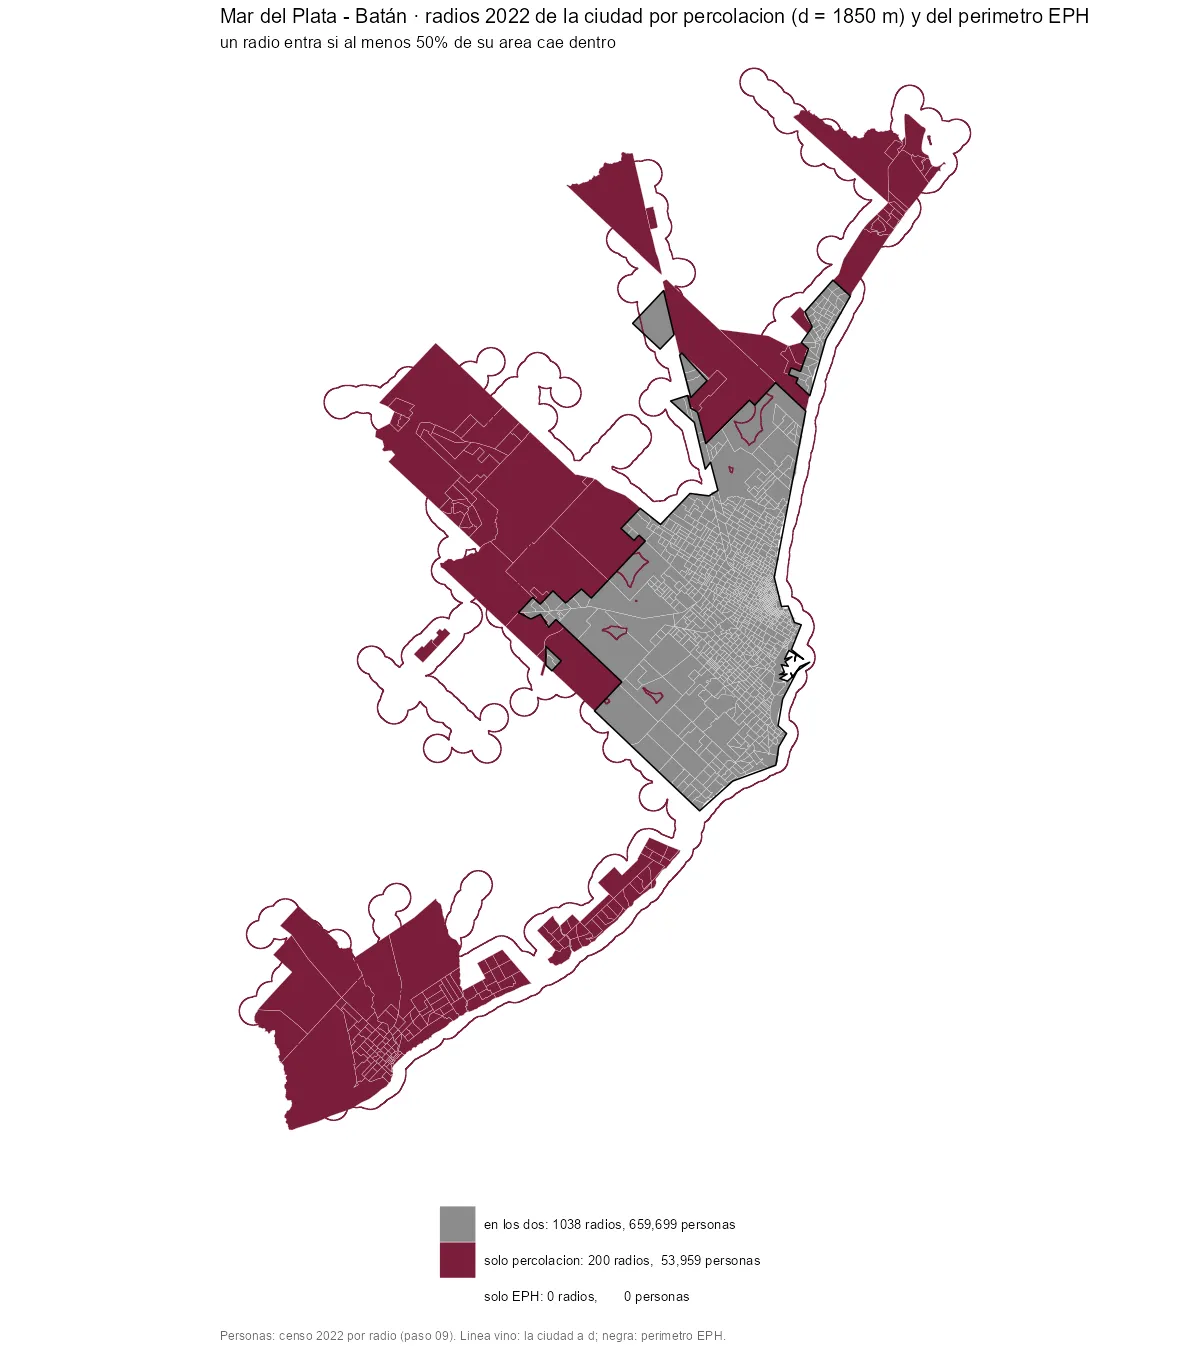 Mar del Plata - Batán · radios 2022 de la ciudad por percolacion (d = 1850 m) y del perimetro EPH
un radio entra si al menos 50% de su area cae dentro
en los dos: 1038 radios, 659,699 personas
solo percolacion: 200 radios, 53,959 personas
solo EPH: 0 radios, 0 personas
Personas: censo 2022 por radio (paso 09). Linea vino: la ciudad a d; negra: perimetro EPH.